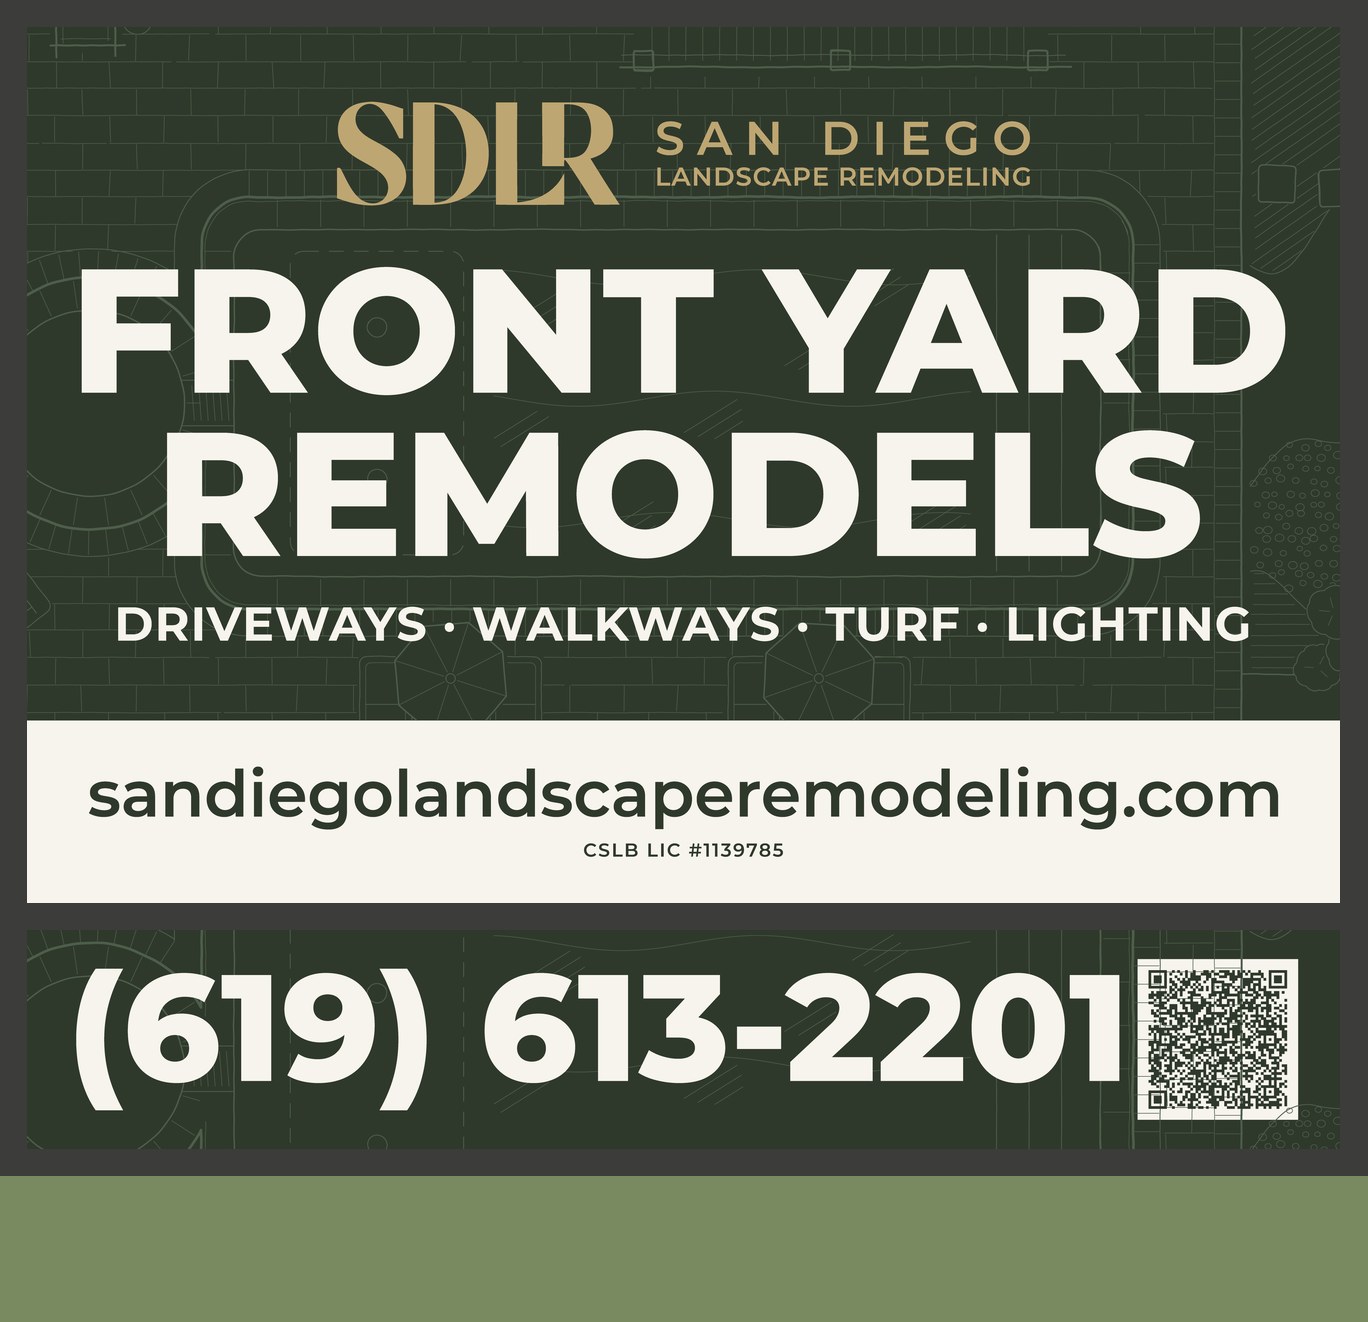 SDLR
SAN DIEGO
LANDSCAPE REMODELING
FRONT YARD
REMODELS
DRIVEWAYS · WALKWAYS · TURF · LIGHTING
sandiegolandscaperemodeling.com
CSLB LIC #1139785
(619) 613-2201